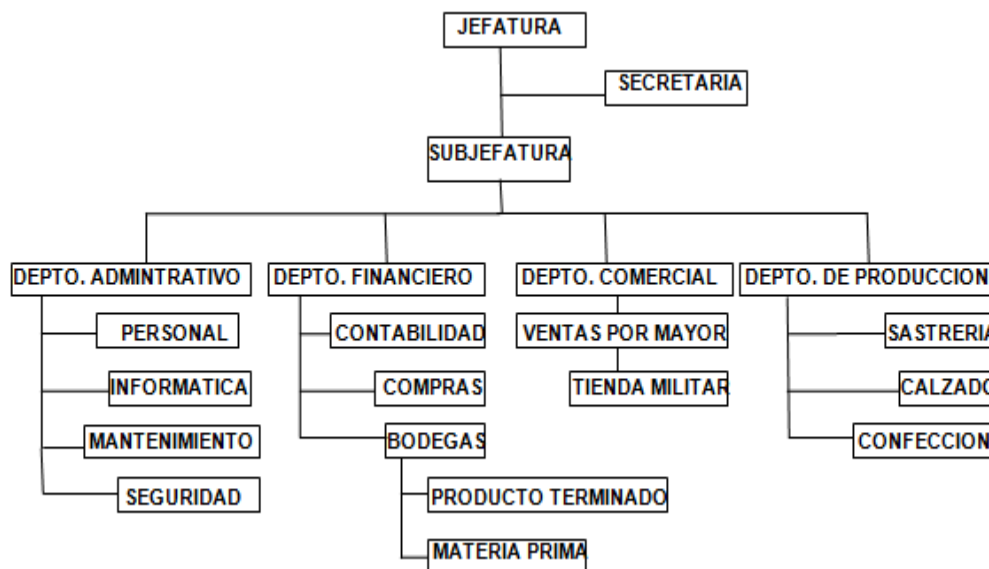 JEFATURA
SECRETARIA
SUBJEFATURA
DEPTO. ADMINTRATIVO
DEPTO. FINANCIERO
DEPTO. COMERCIAL
DEPTO. DE PRODUCCION
PERSONAL
CONTABILIDAD
VENTAS POR MAYOR
SASTRERIA
INFORMATICA
COMPRAS
TIENDA MILITAR
CALZADO
MANTENIMIENTO
BODEGAS
CONFECCION
SEGURIDAD
PRODUCTO TERMINADO
MATERIA PRIMA